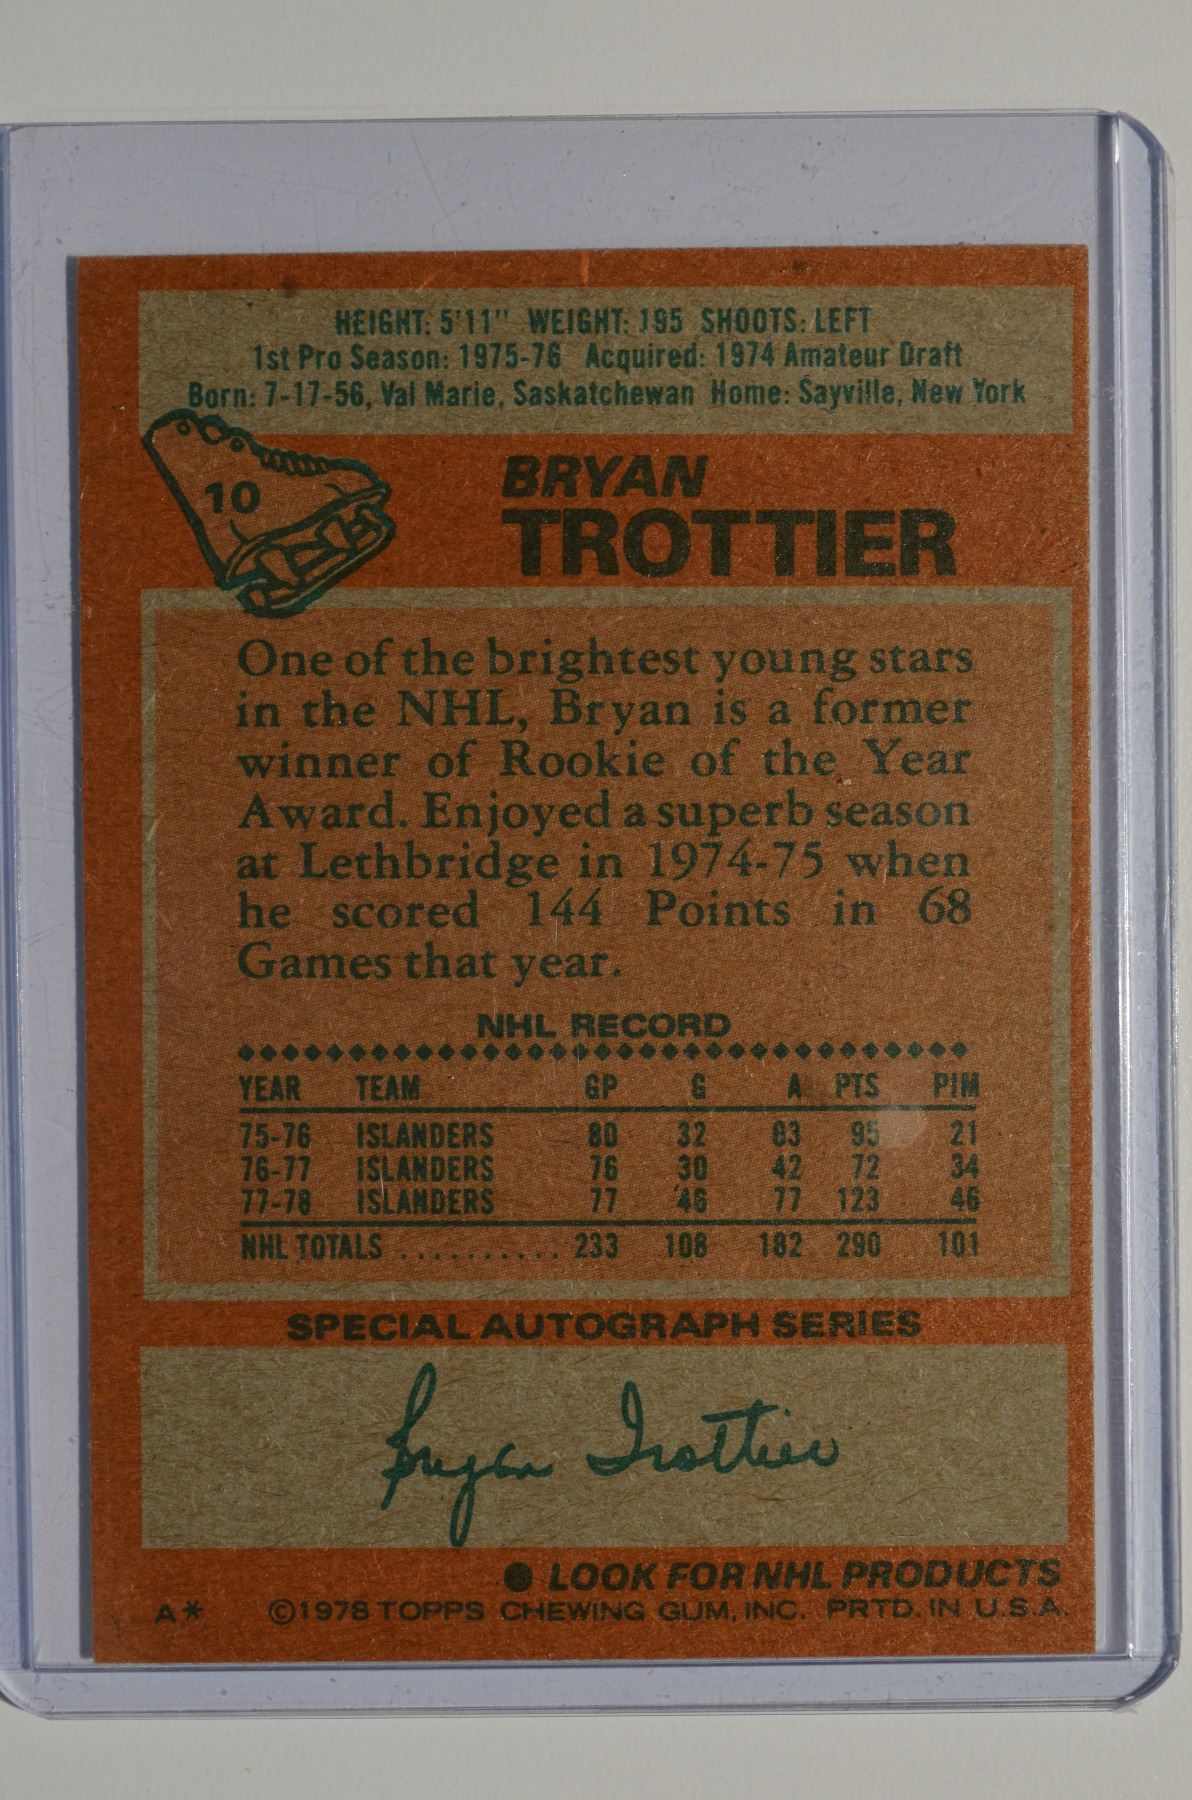 HEIGHT: 5'11" WEIGHT: 195 SHOOTS: LEFT
1st Pro Season: 1975-76 Acquired: 1974 Amateur Draft
Born: 7-17-56, Val Marie, Saskatchewan Home: Sayville, New York
10
BRYAN
TROTTIER
One of the brightest young stars
in the NHL, Bryan is a former
winner of Rookie of the Year
Award. Enjoyed a superb season
at Lethbridge in 1974-75 when
he scored 144 Points in 68
Games that year.
NHL RECORD
YEAR TEAM GP G A PTS PIM
75-76 ISLANDERS 80 32 63 95 21
76-77 ISLANDERS 76 30 42 72 34
77-78 ISLANDERS 77 46 77 123 46
NHL TOTALS .......... 233 108 182 290 101
SPECIAL AUTOGRAPH SERIES
Bryan Trottier
● LOOK FOR NHL PRODUCTS
A* ©1978 TOPPS CHEWING GUM, INC. PRTD. IN U.S.A.